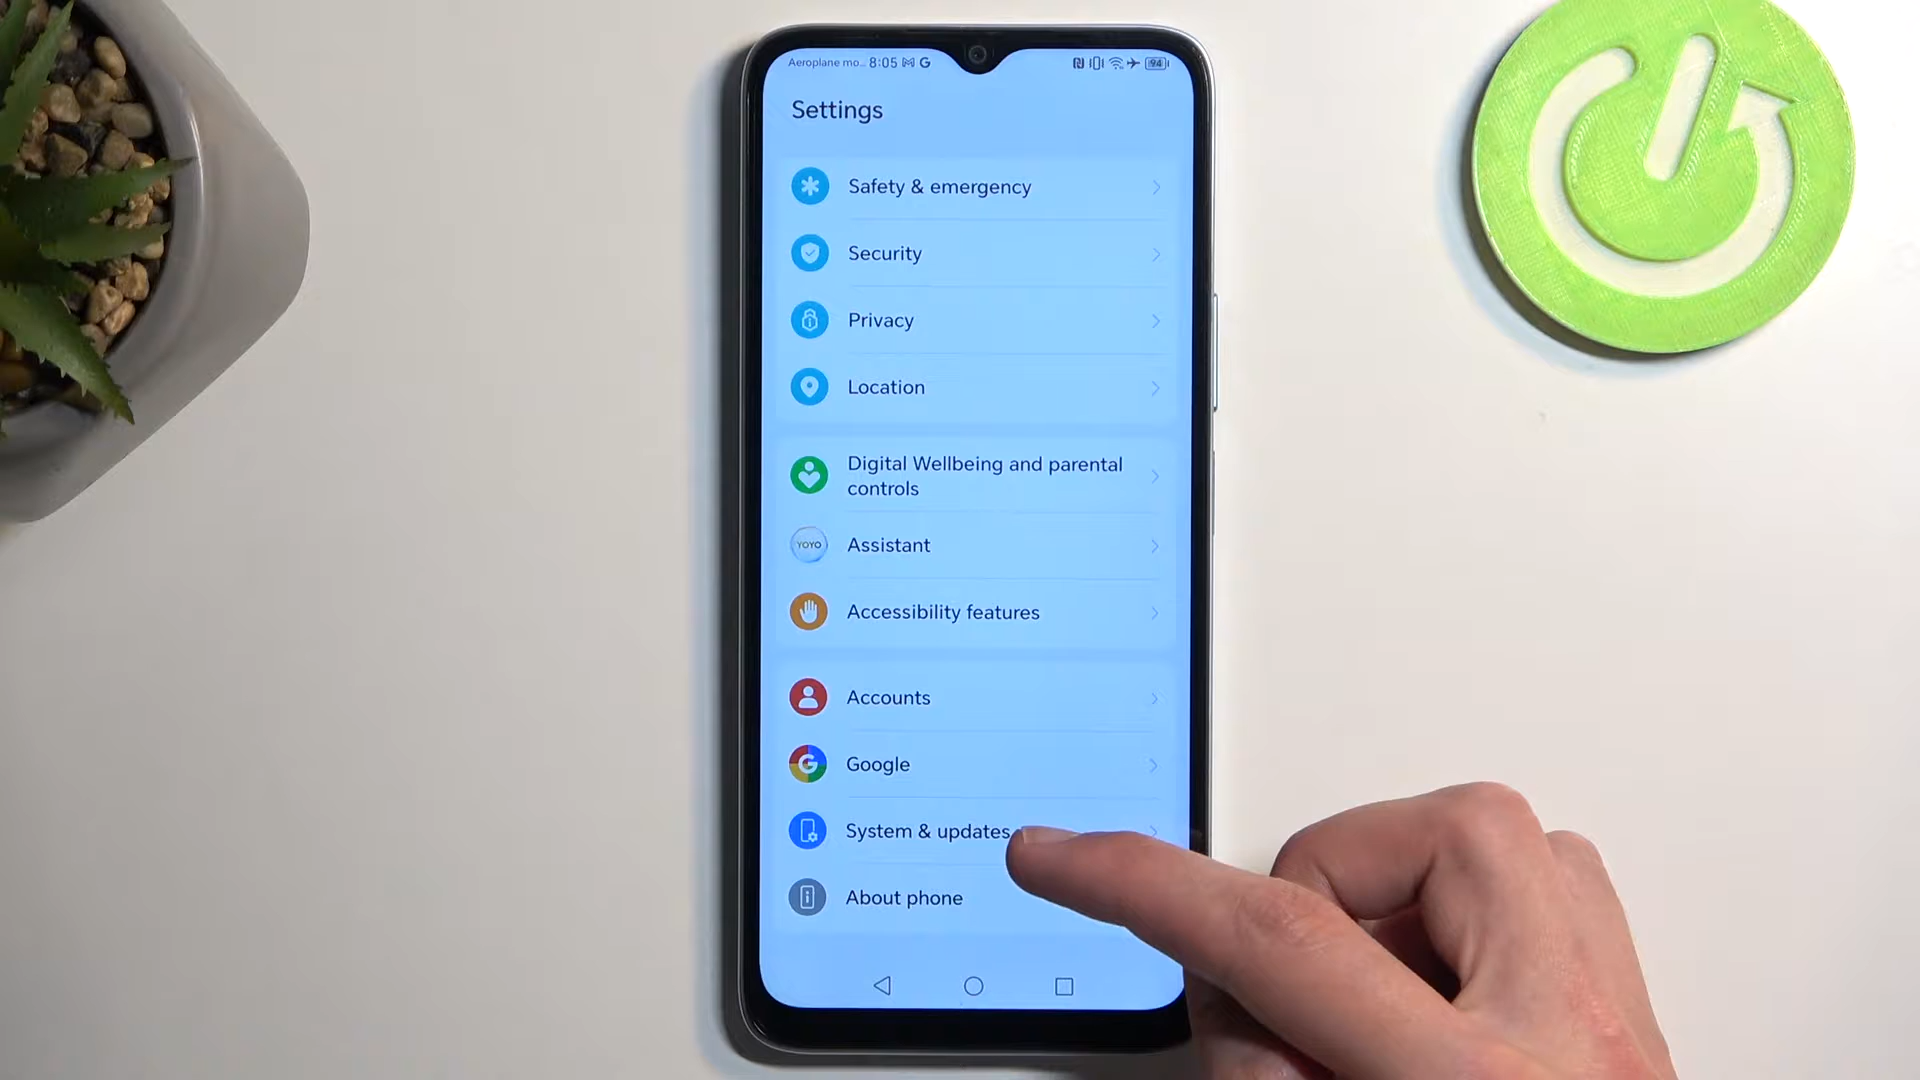 Aeroplane mo... 8:05
94
Settings
Safety & emergency
Security
Privacy
Location
Digital Wellbeing and parental
controls
YOYO
Assistant
Accessibility features
Accounts
Google
System & updates
About phone